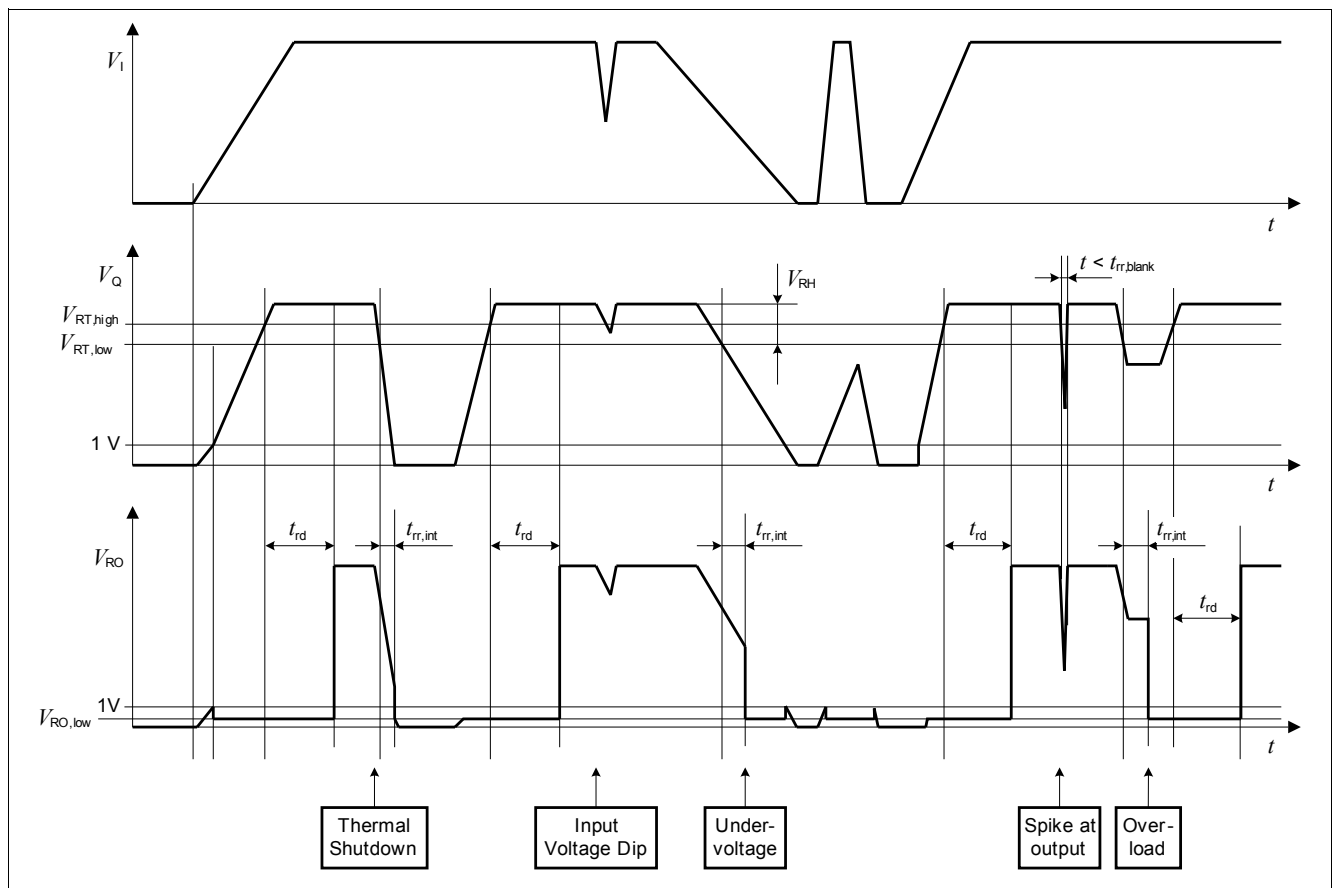 V_I
t
V_Q
V_RH
t < t_rr,blank
V_RT,high
V_RT,low
1 V
t
t_rd
t_rr,int
t_rd
t_rr,int
t_rd
t_rr,int
V_RO
t_rd
1V
V_RO,low
t
Thermal
Shutdown
Input
Voltage Dip
Under-
voltage
Spike at
output
Over-
load